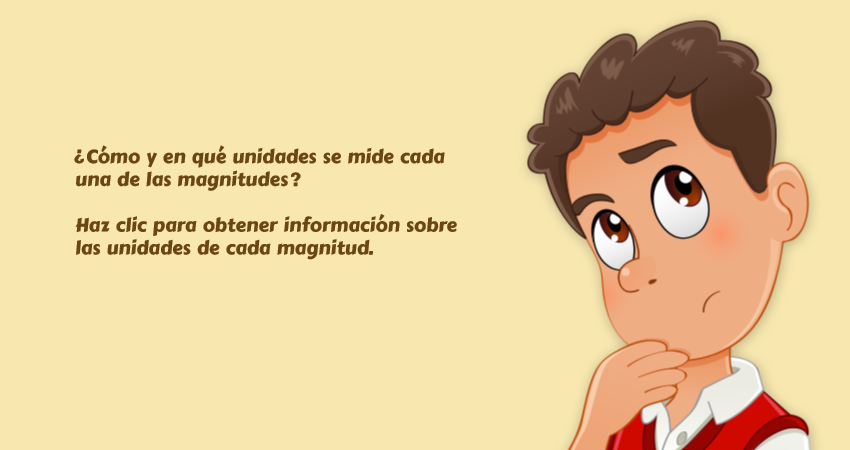 ¿Cómo y en qué unidades se mide cada
una de las magnitudes?
Haz clic para obtener información sobre
las unidades de cada magnitud.